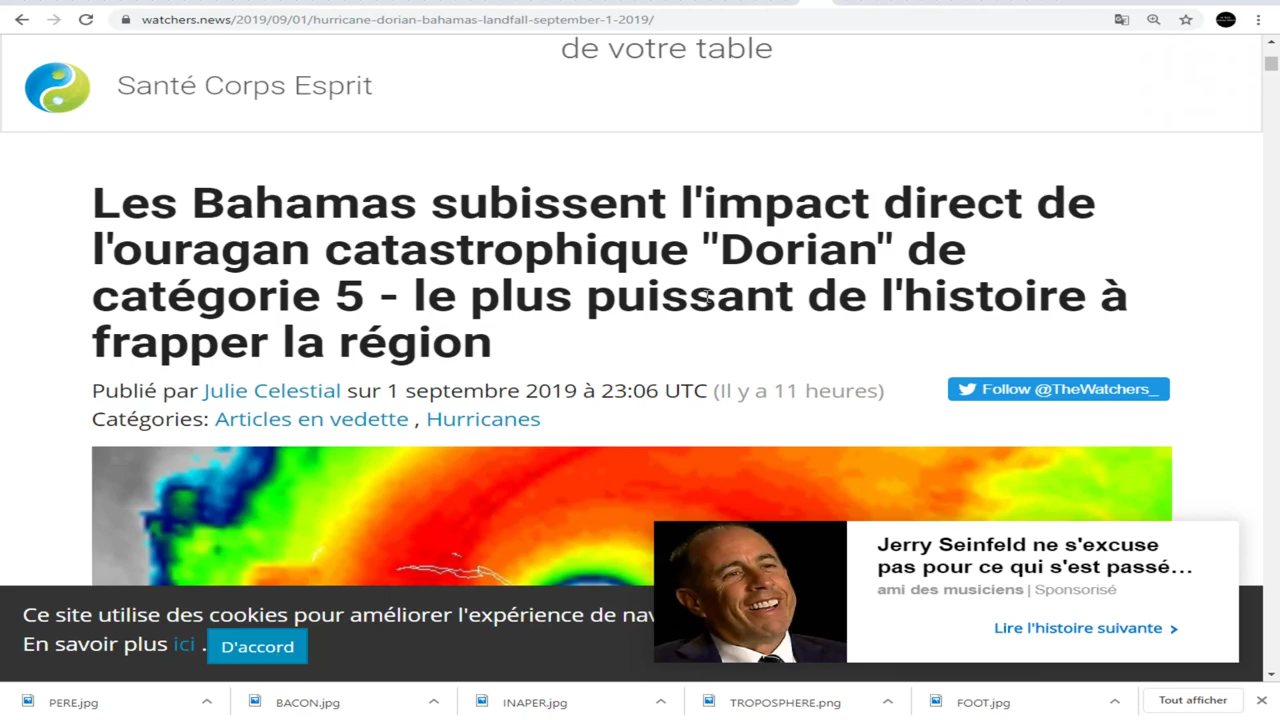 watchers.news/2019/09/01/hurricane-dorian-bahamas-landfall-september-1-2019/
de votre table
Santé Corps Esprit
Les Bahamas subissent l'impact direct de
l'ouragan catastrophique "Dorian" de
catégorie 5 - le plus puissant de l'histoire à
frapper la région
Publié par Julie Celestial sur 1 septembre 2019 à 23:06 UTC (Il y a 11 heures)
Follow @TheWatchers_
Catégories: Articles en vedette , Hurricanes
Jerry Seinfeld ne s'excuse
pas pour ce qui s'est passé...
ami des musiciens | Sponsorisé
Lire l'histoire suivante
Ce site utilise des cookies pour améliorer l'expérience de nav
En savoir plus ici . D'accord
PERE.jpg BACON.jpg INAPER.jpg TROPOSPHERE.png FOOT.jpg Tout afficher